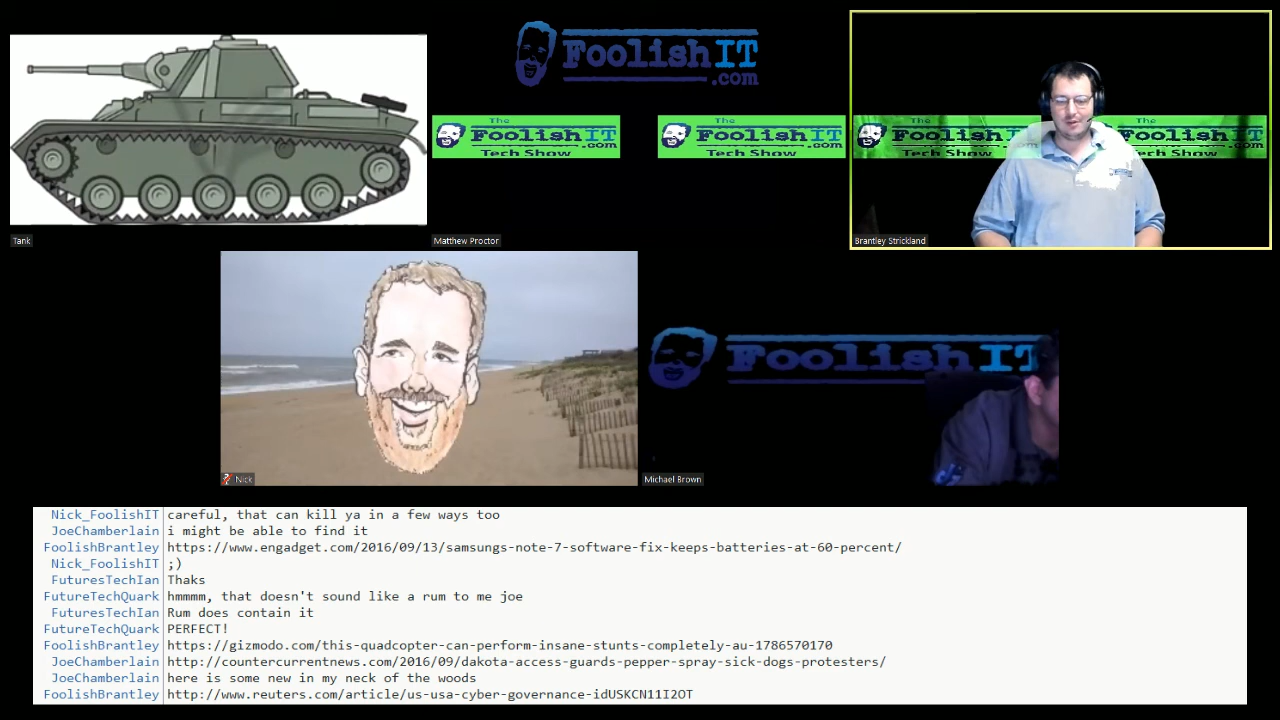 FoolishIT
.com
The
FoolishIT
.com
Tech Show
The
FoolishIT
.com
Tech Show
The
FoolishIT
Tech Show
FoolishIT
.com
Tech Show
Tank
Matthew Proctor
Brantley Strickland
FoolishIT
Nick
Michael Brown
Nick_FoolishIT careful, that can kill ya in a few ways too
JoeChamberlain i might be able to find it
FoolishBrantley https://www.engadget.com/2016/09/13/samsungs-note-7-software-fix-keeps-batteries-at-60-percent/
Nick_FoolishIT ;)
FuturesTechIan Thaks
FutureTechQuark hmmmm, that doesn't sound like a rum to me joe
FuturesTechIan Rum does contain it
FutureTechQuark PERFECT!
FoolishBrantley https://gizmodo.com/this-quadcopter-can-perform-insane-stunts-completely-au-1786570170
JoeChamberlain http://countercurrentnews.com/2016/09/dakota-access-guards-pepper-spray-sick-dogs-protesters/
JoeChamberlain here is some new in my neck of the woods
FoolishBrantley http://www.reuters.com/article/us-usa-cyber-governance-idUSKCN11I2OT